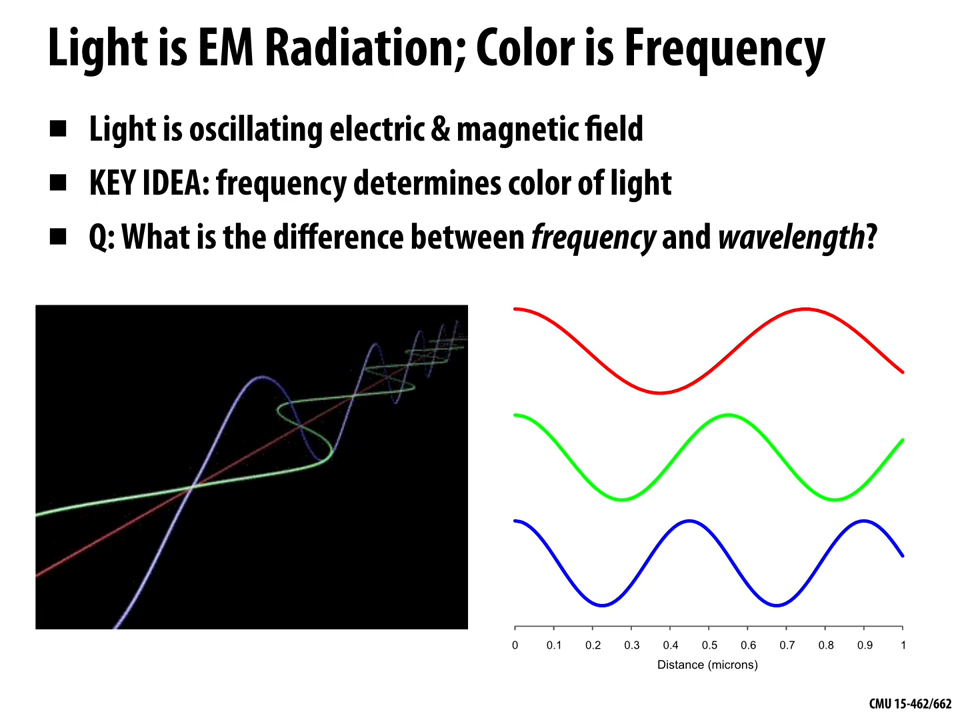 Light is EM Radiation; Color is Frequency
Light is oscillating electric & magnetic field
KEY IDEA: frequency determines color of light
Q: What is the difference between frequency and wavelength?
0 0.1 0.2 0.3 0.4 0.5 0.6 0.7 0.8 0.9 1
Distance (microns)
CMU 15-462/662